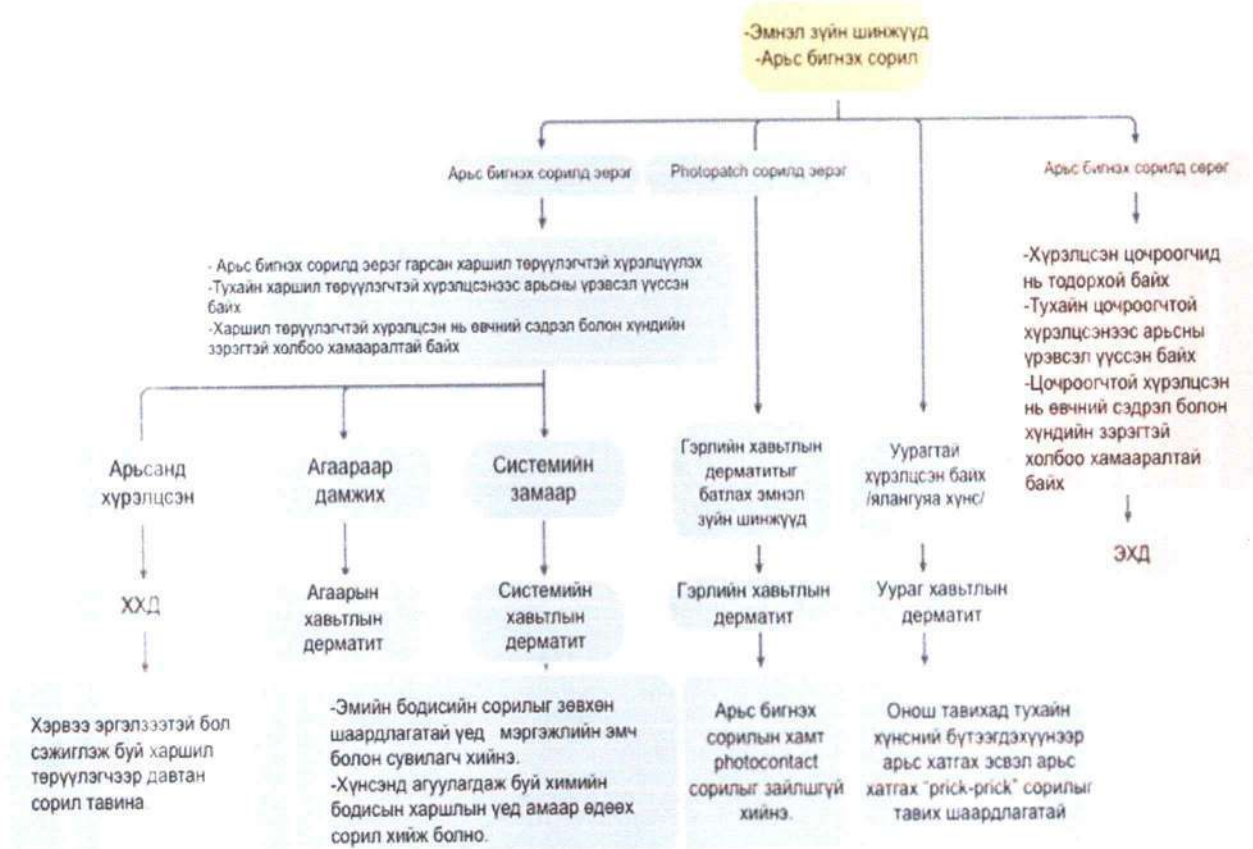 -Эмнэл зүйн шинжүүд
-Арьс бигнэх сорил
Арьс бигнэх сорилд эерэг
Photopatch сорилд эерэг
Арьс бигнэх сорилд сөрөг
- Арьс бигнэх сорилд эерэг гарсан харшил төрүүлэгчтэй хүрэлцүүлэх
-Тухайн харшил төрүүлэгчтэй хүрэлцсэнээс арьсны үрэвсэл үүссэн
байх
-Харшил төрүүлэгчтэй хүрэлцсэн нь өвчний сэдрэл болон хүндийн
зэрэгтэй холбоо хамааралтай байх
-Хүрэлцсэн цочроогчид
нь тодорхой байх
-Тухайн цочроогчтой
хүрэлцсэнээс арьсны
үрэвсэл үүссэн байх
-Цочроогчтой хүрэлцсэн
нь өвчний сэдрэл болон
хүндийн зэрэгтэй
холбоо хамааралтай
байх
Арьсанд
хүрэлцсэн
Агаараар
дамжих
Системийн
замаар
Гэрлийн хавьтлын
дерматитыг
батлах эмнэл
зүйн шинжүүд
Уурагтай
хүрэлцсэн байх
/ялангуяа хүнс/
ЭХД
ХХД
Агаарын
хавьтлын
дерматит
Системийн
хавьтлын
дерматит
Гэрлийн хавьтлын
дерматит
Уураг хавьтлын
дерматит
Хэрвээ эргэлзээтэй бол
сэжиглэж буй харшил
төрүүлэгчээр давтан
сорил тавина
-Эмийн бодисийн сорилыг зөвхөн
шаардлагатай үед мэргэжлийн эмч
болон сувилагч хийнэ.
-Хүнсэнд агуулагдаж буй химийн
бодисын харшлын үед амаар өдөөх
сорил хийж болно.
Арьс бигнэх
сорилын хамт
photocontact
сорилыг зайлшгүй
хийнэ.
Онош тавихад тухайн
хүнсний бүтээгдэхүүнээр
арьс хатгах эсвэл арьс
хатгах "prick-prick" сорилыг
тавих шаардлагатай